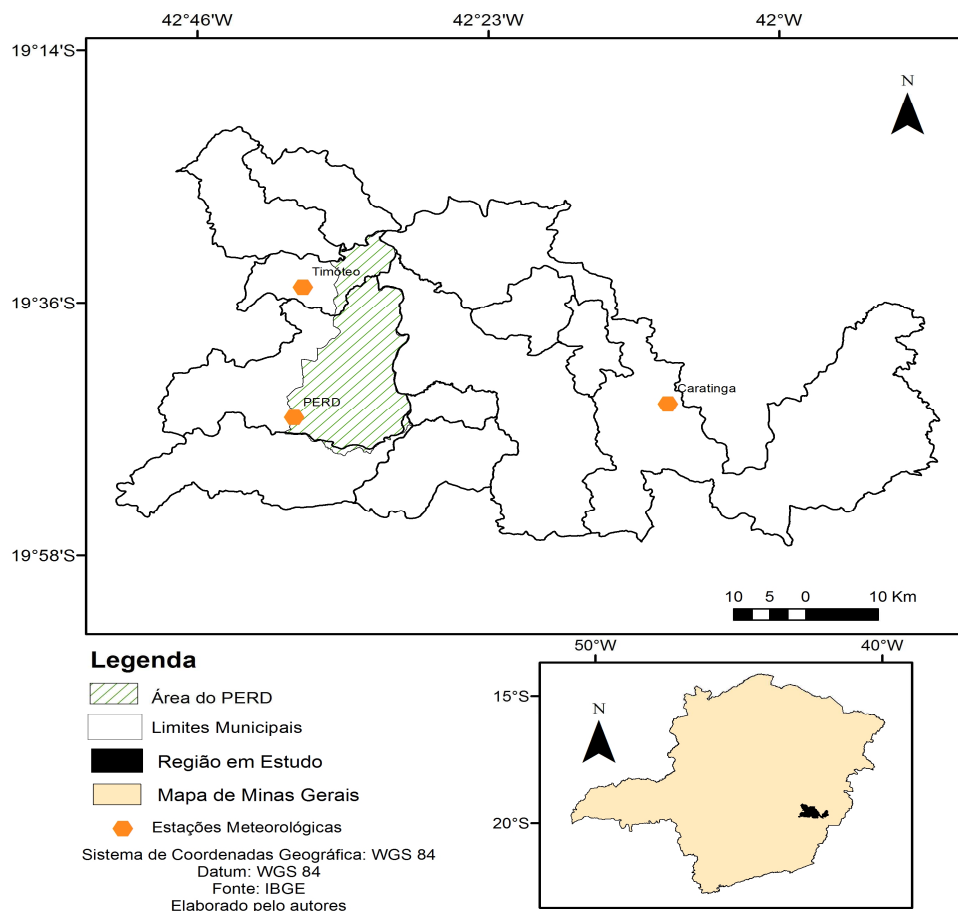 42°46'W
42°23'W
42°W
19°14'S
N
Timóteo
19°36'S
Caratinga
PERD
19°58'S
10 5 0 10 Km
Legenda
Área do PERD
Limites Municipais
Região em Estudo
Mapa de Minas Gerais
Estações Meteorológicas
Sistema de Coordenadas Geográfica: WGS 84
Datum: WGS 84
Fonte: IBGE
Elaborado pelo autores
50°W
40°W
15°S
N
20°S